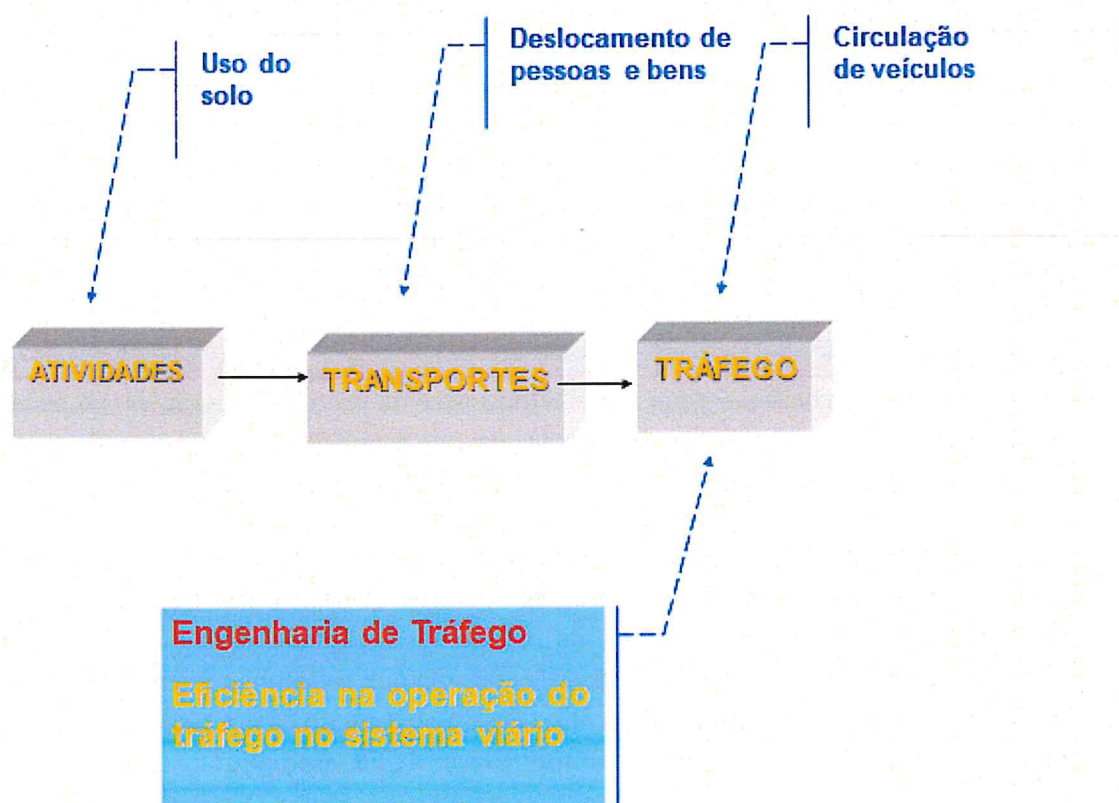 Uso do
solo
Deslocamento de
pessoas e bens
Circulação
de veículos
ATIVIDADES
TRANSPORTES
TRÁFEGO
Engenharia de Tráfego
Eficiência na operação do
tráfego no sistema viário